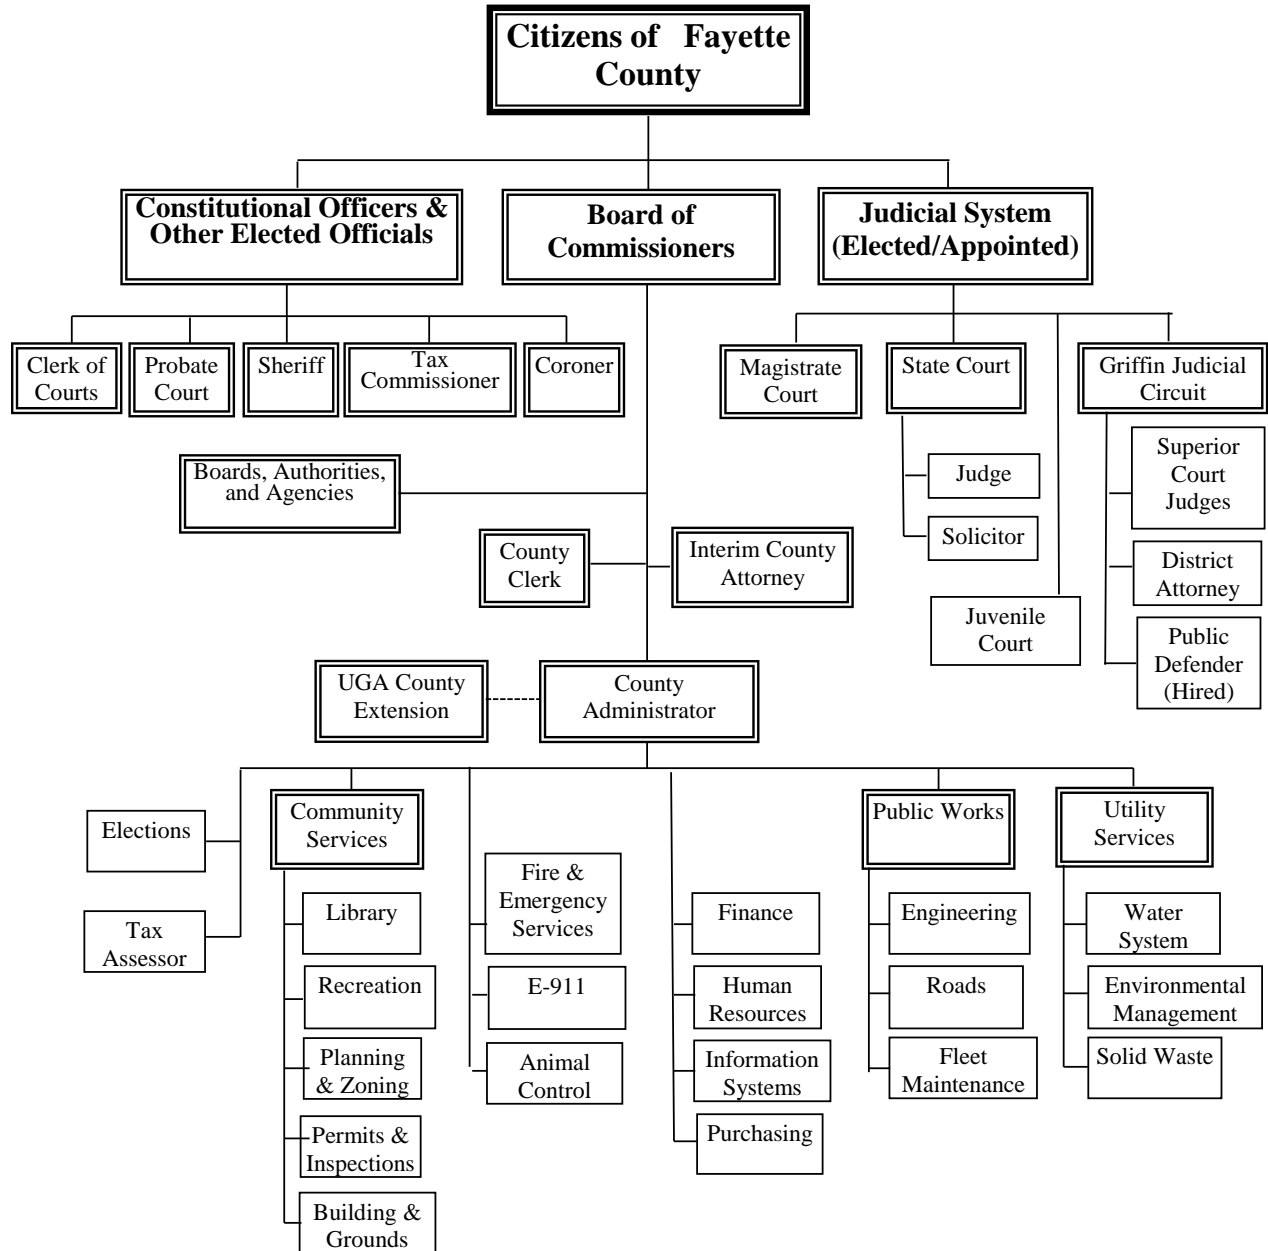 Citizens of Fayette
County
Constitutional Officers &
Other Elected Officials
Board of
Commissioners
Judicial System
(Elected/Appointed)
Clerk of
Courts
Probate
Court
Sheriff
Tax
Commissioner
Coroner
Magistrate
Court
State Court
Griffin Judicial
Circuit
Judge
Solicitor
Juvenile
Court
Superior
Court
Judges
District
Attorney
Public
Defender
(Hired)
Boards, Authorities,
and Agencies
County
Clerk
Interim County
Attorney
UGA County
Extension
County
Administrator
Elections
Tax
Assessor
Community
Services
Library
Recreation
Planning
& Zoning
Permits &
Inspections
Building &
Grounds
Fire &
Emergency
Services
E-911
Animal
Control
Finance
Human
Resources
Information
Systems
Purchasing
Public Works
Engineering
Roads
Fleet
Maintenance
Utility
Services
Water
System
Environmental
Management
Solid Waste